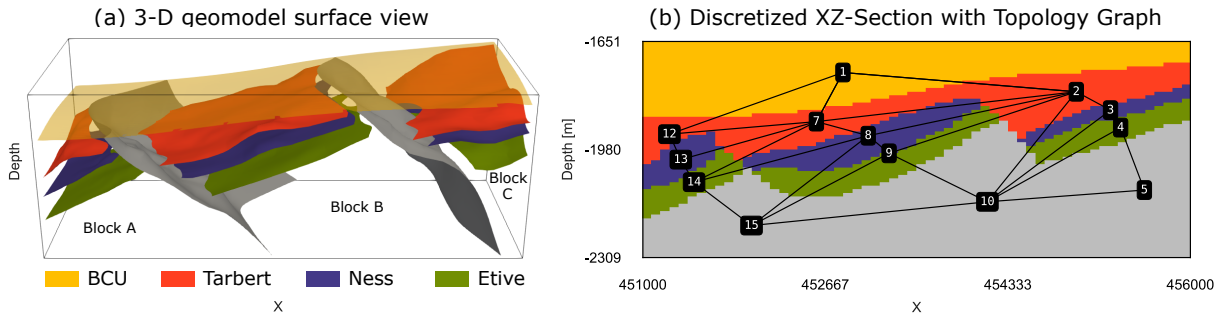 (a) 3-D geomodel surface view
Depth
Block A
Block B
Block
C
BCU
Tarbert
Ness
Etive
X
(b) Discretized XZ-Section with Topology Graph
Depth [m]
-1651
-1980
-2309
1
2
3
4
5
7
8
9
10
12
13
14
15
451000
452667
454333
456000
X